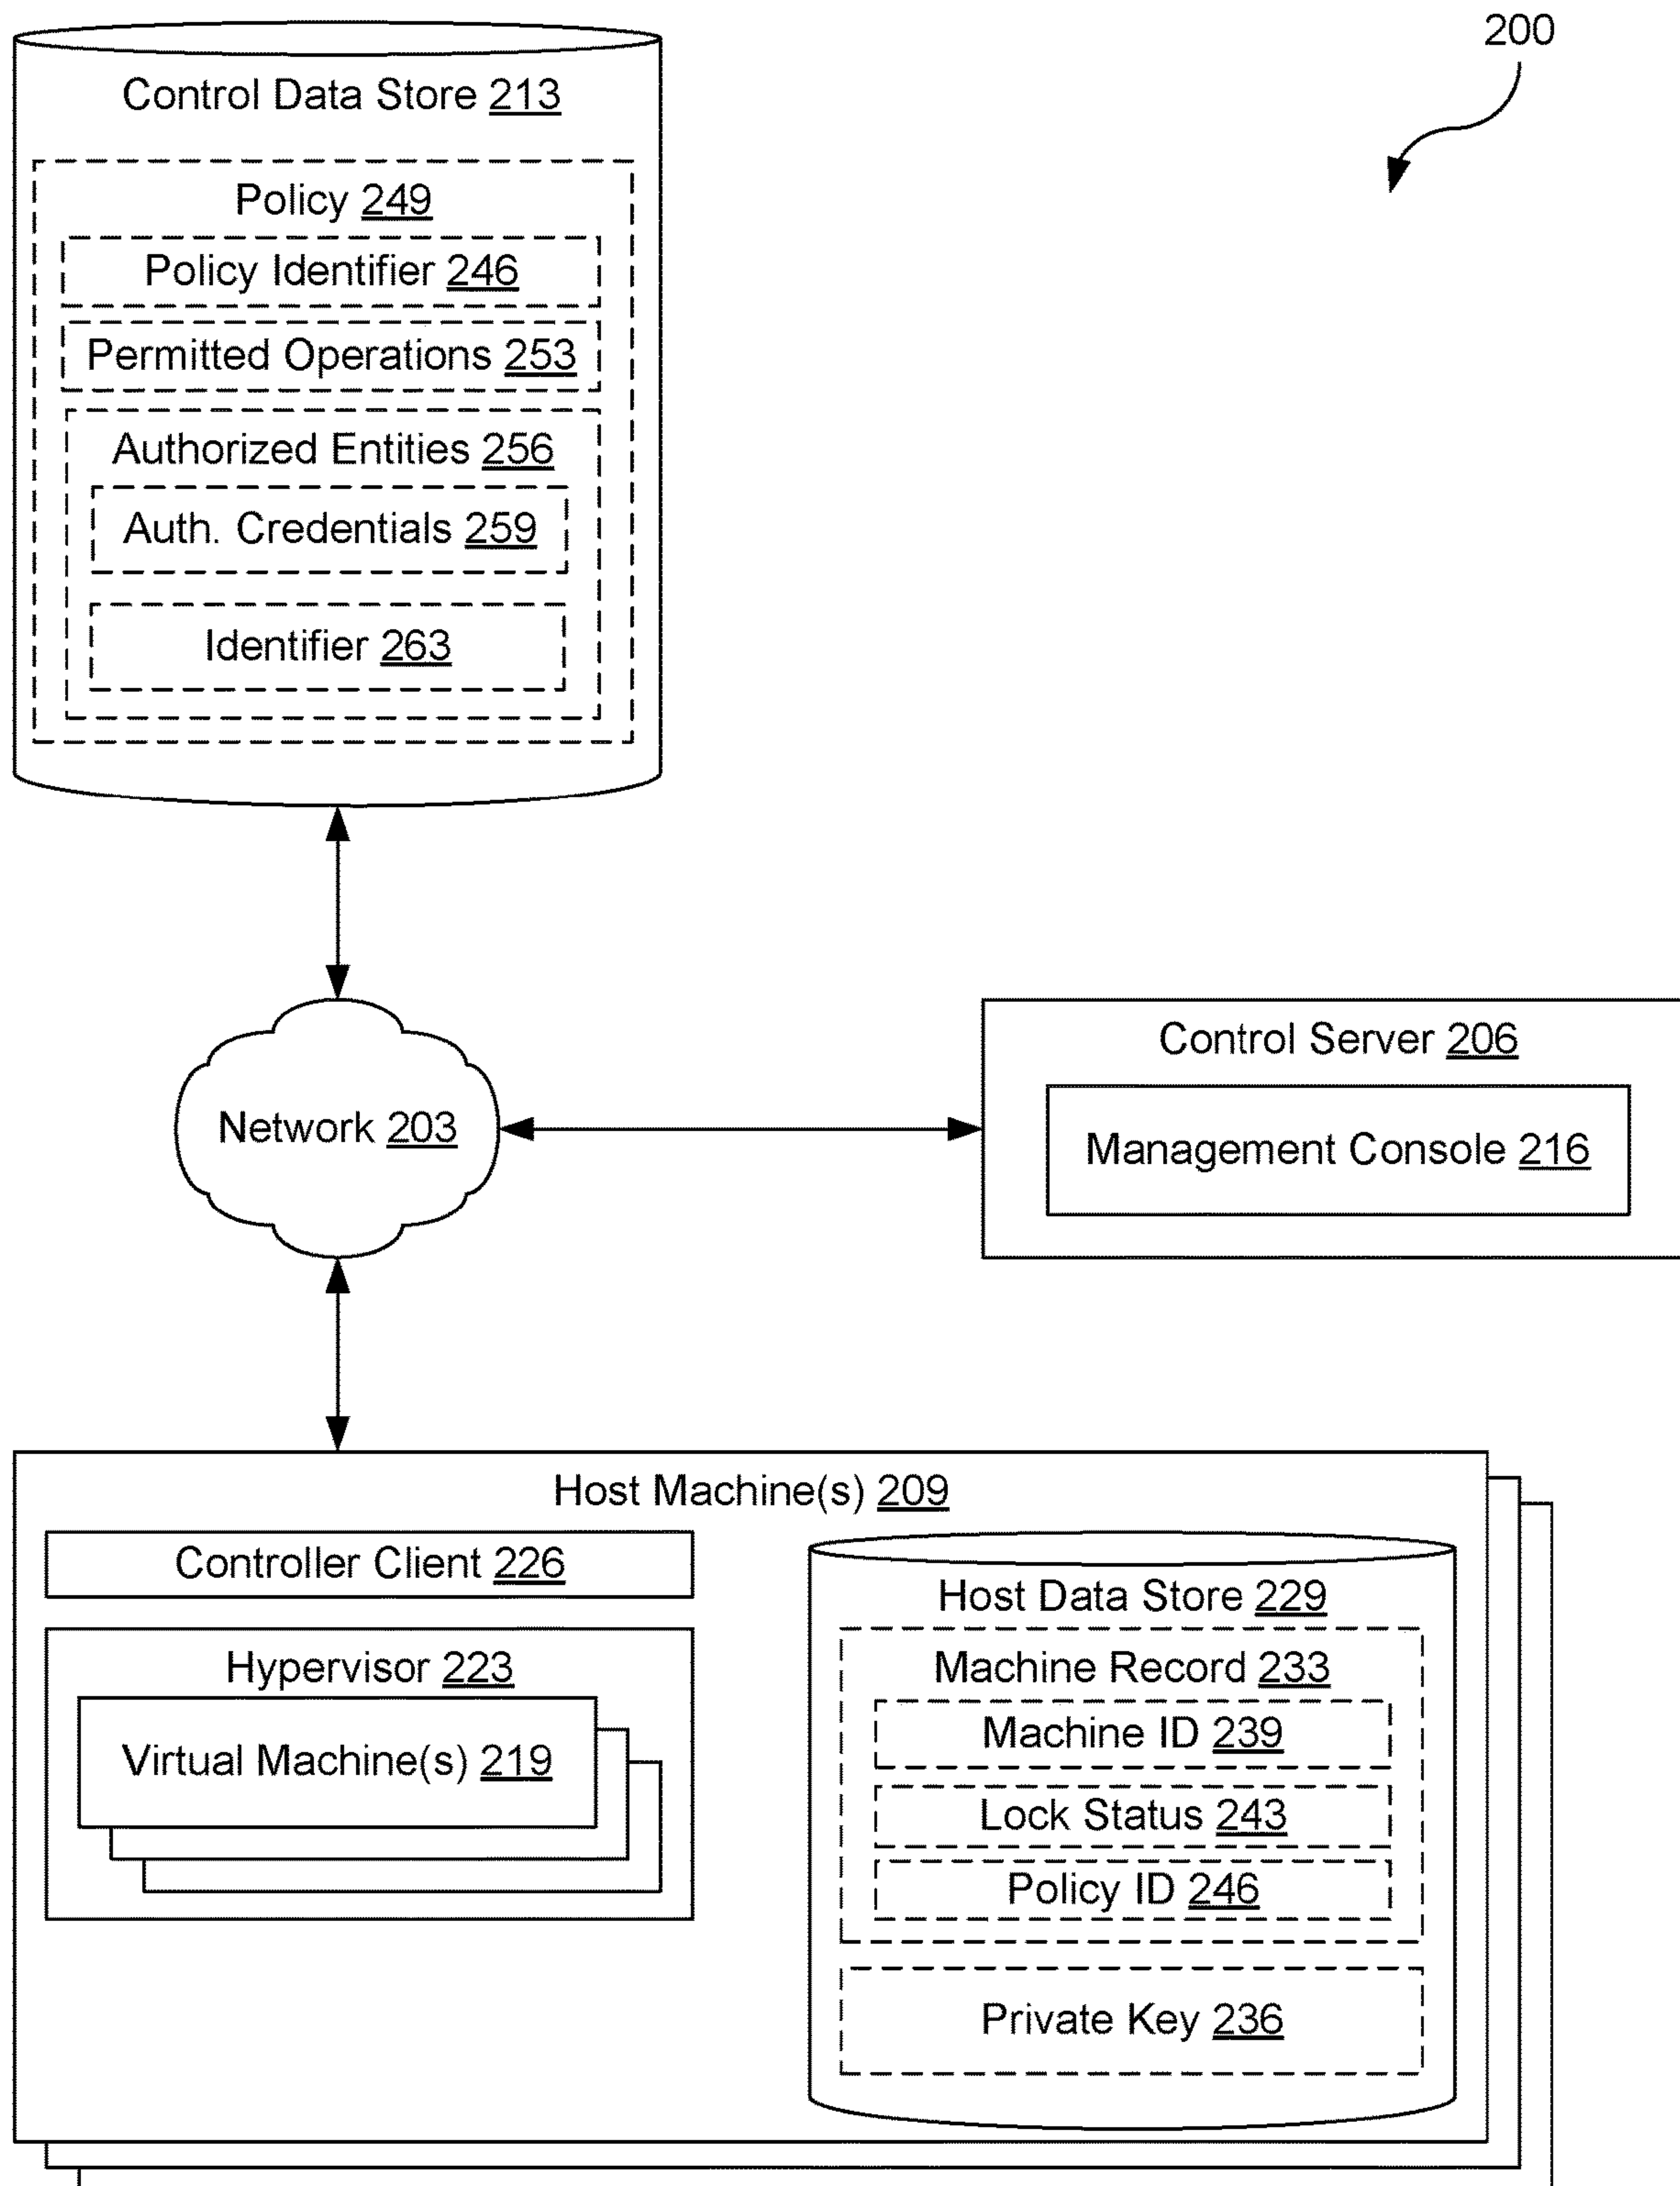 200
Control Data Store 213
Policy 249
Policy Identifier 246
Permitted Operations 253
Authorized Entities 256
Auth. Credentials 259
Identifier 263
Network 203
Control Server 206
Management Console 216
Host Machine(s) 209
Controller Client 226
Hypervisor 223
Virtual Machine(s) 219
Host Data Store 229
Machine Record 233
Machine ID 239
Lock Status 243
Policy ID 246
Private Key 236